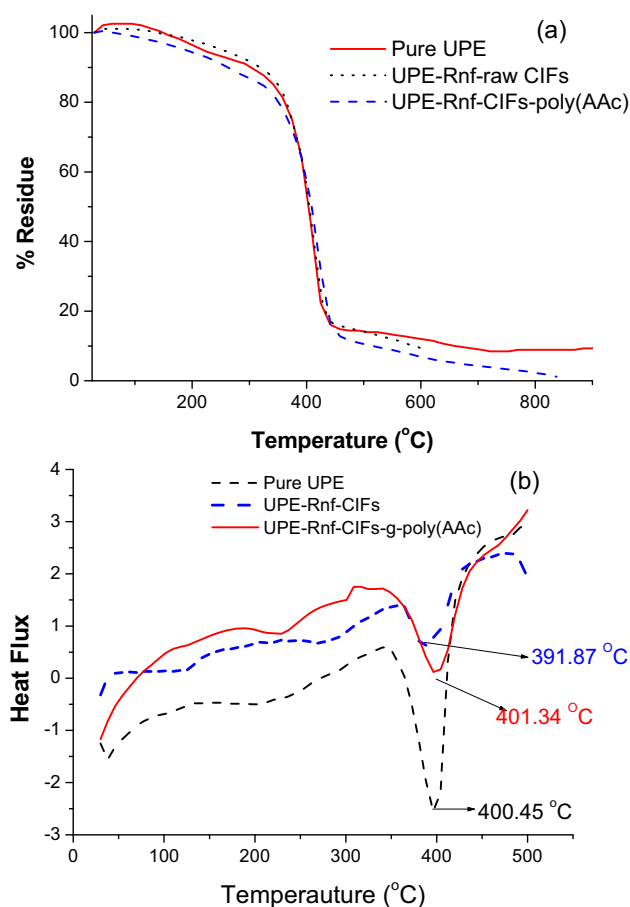 (a)
Pure UPE
UPE-Rnf-raw CIFs
UPE-Rnf-CIFs-poly(AAc)
100
80
60
40
20
0
% Residue
200 400 600 800
Temperature (°C)
(b)
Pure UPE
UPE-Rnf-CIFs
UPE-Rnf-CIFs-g-poly(AAc)
4
3
2
1
0
-1
-2
-3
Heat Flux
391.87 °C
401.34 °C
400.45 °C
0 100 200 300 400 500
Temperauture (°C)